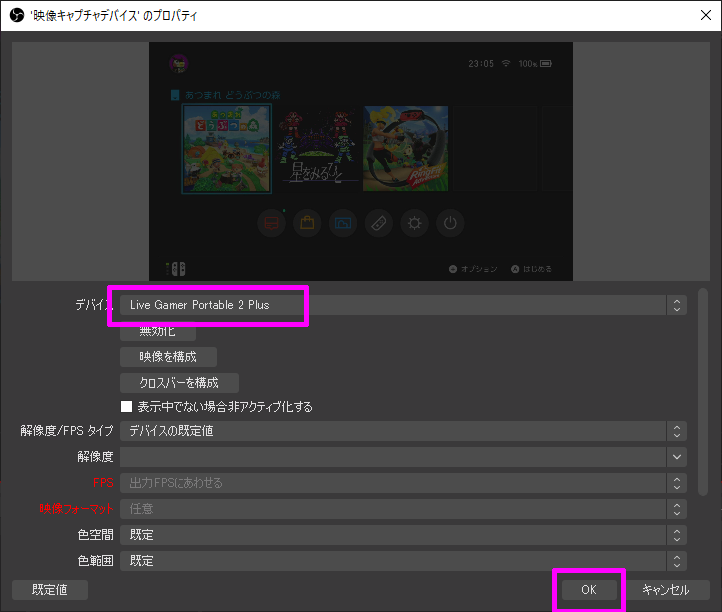 '映像キャプチャデバイス' のプロパティ
23:05 100%
あつまれ どうぶつの森
あつまれ
どうぶつの森
星をみるひと
RingFit
Adventure
オプション はじめる
デバイス Live Gamer Portable 2 Plus
無効化
映像を構成
クロスバーを構成
表示中でない場合非アクティブ化する
解像度/FPS タイプ デバイスの既定値
解像度
FPS 出力FPSにあわせる
映像フォーマット 任意
色空間 既定
色範囲 既定
既定値 OK キャンセル